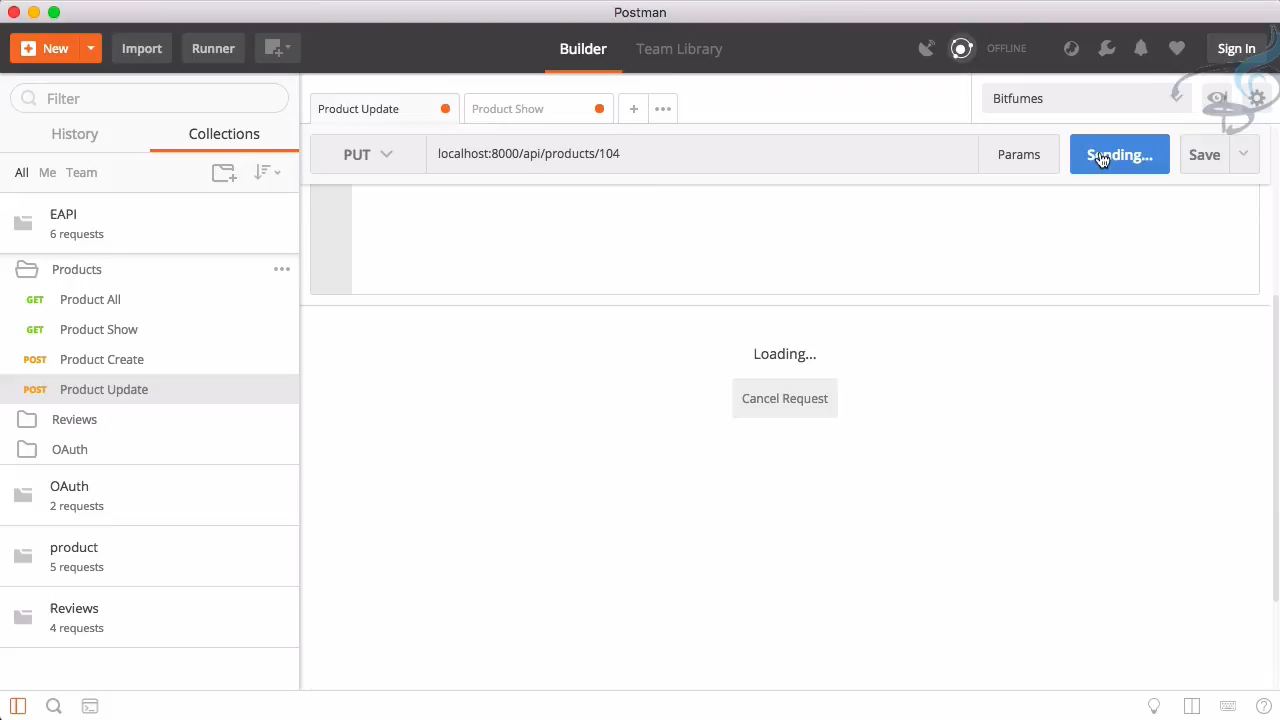 Postman
New
Import
Runner
Builder
Team Library
OFFLINE
Sign In
Filter
History
Collections
All
Me
Team
EAPI
6 requests
Products
GET Product All
GET Product Show
POST Product Create
POST Product Update
Reviews
OAuth
OAuth
2 requests
product
5 requests
Reviews
4 requests
Product Update
Product Show
Bitfumes
PUT
localhost:8000/api/products/104
Params
Sending...
Save
Loading...
Cancel Request